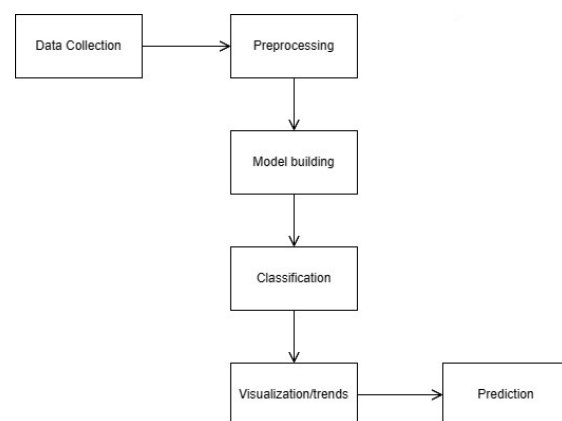 Data Collection
Preprocessing
Model building
Classification
Visualization/trends
Prediction